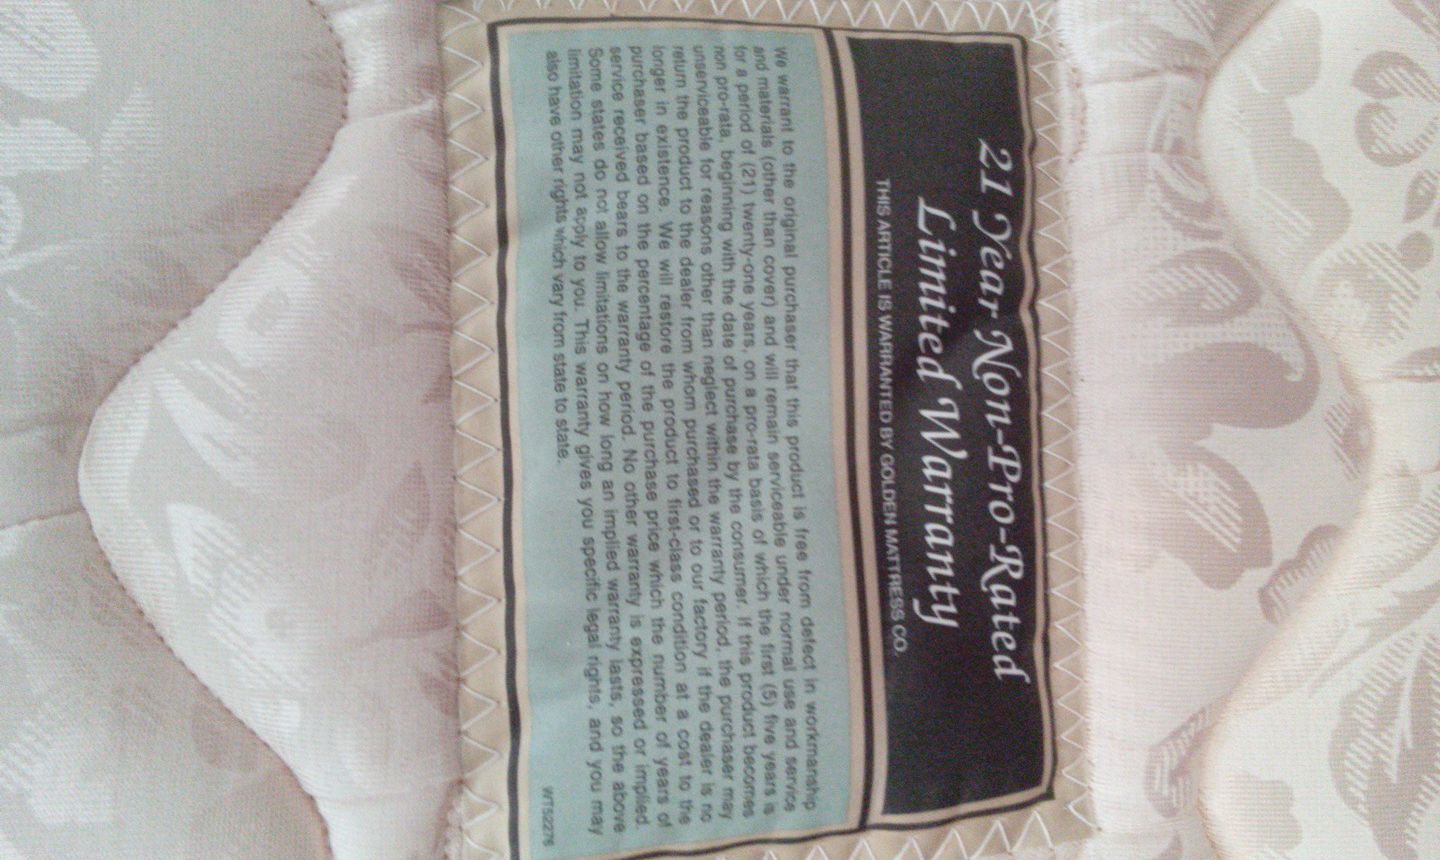 21 Year Non-Pro-Rated
Limited Warranty
THIS ARTICLE IS WARRANTED BY GOLDEN MATTRESS CO.
We warrant to the original purchaser that this product is free from defect in workmanship
and materials (other than cover) and will remain serviceable under normal use and service
for a period of (21) twenty-one years, on a pro-rata basis of which the first (5) five years is
non pro-rata, beginning with the date of purchase by the consumer. If this product becomes
unserviceable for reasons other than neglect within the warranty period, the purchaser may
return the product to the dealer from whom purchased or to our factory if the dealer is no
longer in existence. We will restore the product to first-class condition at a cost to the
purchaser based on the percentage of the purchase price which the number of years of
service received bears to the warranty period. No other warranty is expressed or implied.
Some states do not allow limitations on how long an implied warranty lasts, so the above
limitation may not apply to you. This warranty gives you specific legal rights, and you may
also have other rights which vary from state to state.
WTS2276